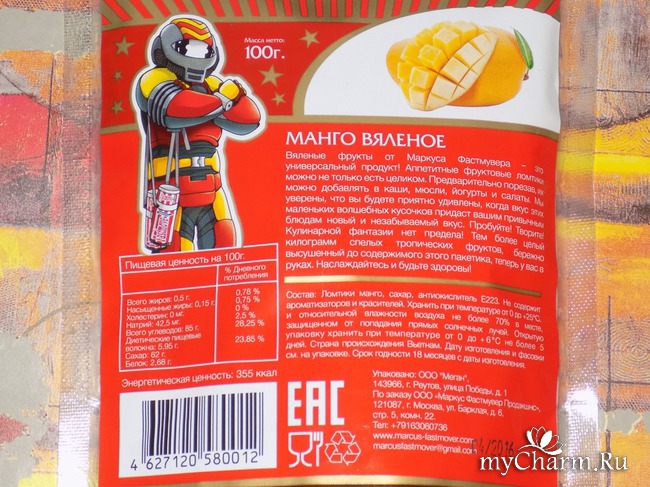 Масса нетто:
100г.
МАНГО ВЯЛЕНОЕ
Вяленые фрукты от Маркуса Фастмувера – это
универсальный продукт! Аппетитные фруктовые ломтики
можно не только есть целиком. Предварительно порезав, их
можно добавлять в каши, мюсли, йогурты и салаты. Мы
уверены, что вы будете приятно удивлены, когда вкус этих
маленьких волшебных кусочков придаст вашим привычным
блюдам новый и незабываемый вкус. Пробуйте! Творите!
Кулинарной фантазии нет предела! Тем более целый
килограмм спелых тропических фруктов, бережно
высушенный до содержимого этого пакетика, теперь у вас в
руках. Наслаждайтесь и будьте здоровы!
Пищевая ценность на 100г.
% Дневного
потребления
Всего жиров: 0,5 г. 0,78 %
Насыщенные жиры: 0,15 г. 0,75 %
Холестерин: 0 мг. 0 %
Натрий: 42,5 мг. 2,5 %
Всего углеводов: 85 г. 28,25 %
Диетические пищевые
волокна: 5,95 г. 23,85 %
Сахар: 62 г.
Белок: 2,68 г.
Энергетическая ценность: 355 ккал
Состав: Ломтики манго, сахар, антиокислитель Е223. Не содержит
ароматизаторов и красителей. Хранить при температуре от 0 до +25°С,
и относительной влажности воздуха не более 70% в месте,
защищенном от попадания прямых солнечных лучей. Открытую
упаковку хранить при температуре от 0 до +6°С не более 5
дней. Страна происхождения Вьетнам. Дату изготовления и фасовки
см. на упаковке. Срок годности 18 месяцев с даты изготовления.
Упаковано: ООО "Меган",
143966, г. Реутов, улица Победы, д. 1
По заказу ООО «Маркус Фастмувер Продакшнс»,
121087, г. Москва, ул. Барклая, д. 6,
стр. 5, ком. 22.
Тел: +79163060736
www.marcus-fastmover.com
marcusfastmover@gmail.com
04/2016
EAC
4 627120 580012
myCharm.Ru